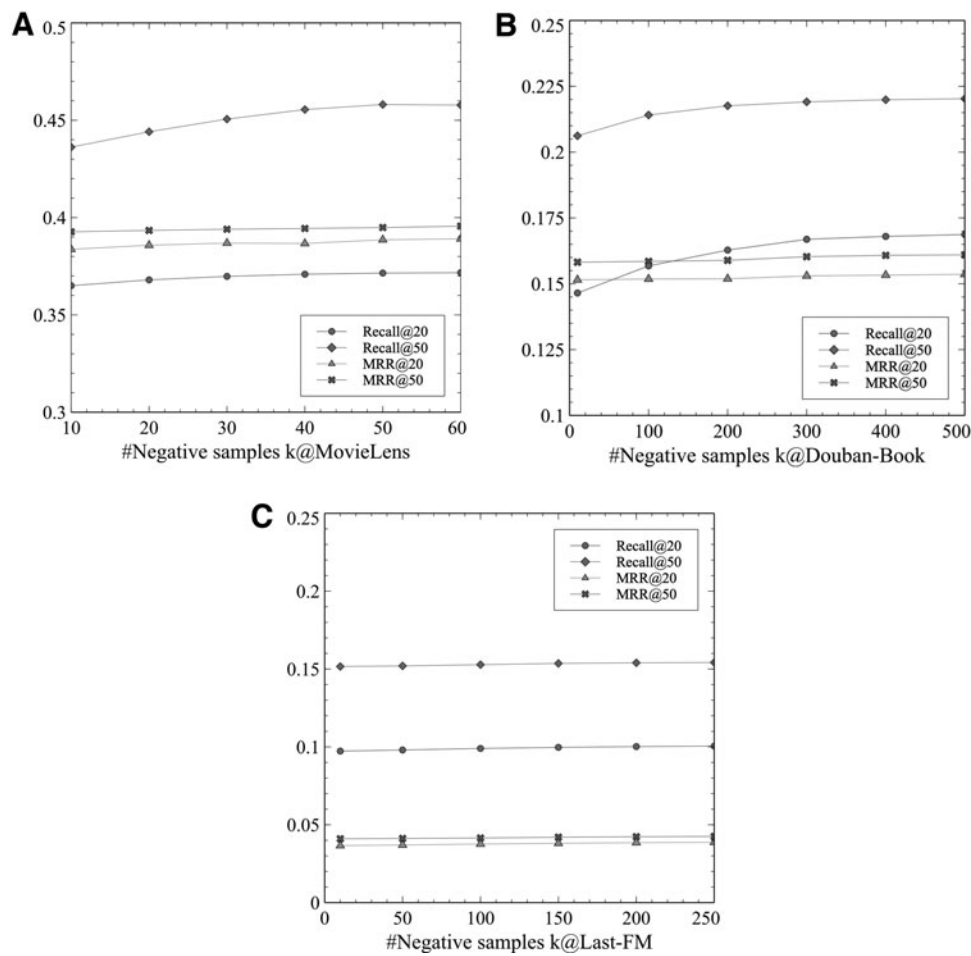 A
0.5
0.45
0.4
0.35
0.3
10 20 30 40 50 60
#Negative samples k@MovieLens
Recall@20
Recall@50
MRR@20
MRR@50
B
0.25
0.225
0.2
0.175
0.15
0.125
0.1
0 100 200 300 400 500
#Negative samples k@Douban-Book
Recall@20
Recall@50
MRR@20
MRR@50
C
0.25
0.2
0.15
0.1
0.05
0
0 50 100 150 200 250
#Negative samples k@Last-FM
Recall@20
Recall@50
MRR@20
MRR@50